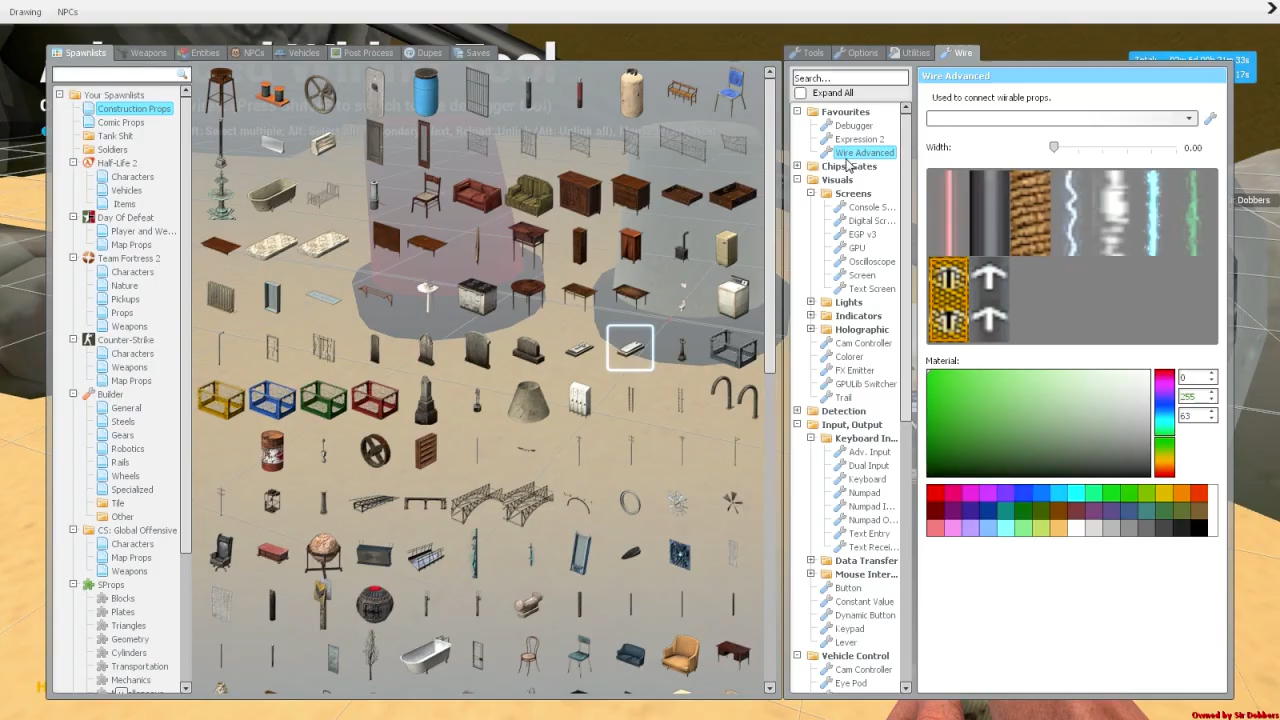 Drawing NPCs
Spawnlists Weapons Entities NPCs Vehicles Post Process Dupes Saves
Tools Options Utilities Wire
Your Spawnlists
Construction Props
Comic Props
Tank Shit
Soldiers
Half-Life 2
Characters
Vehicles
Items
Day Of Defeat
Player and We...
Map Props
Team Fortress 2
Characters
Nature
Pickups
Props
Weapons
Counter-Strike
Characters
Weapons
Map Props
Builder
General
Steels
Gears
Robotics
Rails
Wheels
Specialized
Tile
Other
CS: Global Offensive
Characters
Map Props
Weapons
SProps
Blocks
Plates
Triangles
Geometry
Cylinders
Transportation
Mechanics
Search...
Expand All
Favourites
Debugger
Expression 2
Wire Advanced
Chips, Gates
Visuals
Screens
Console S...
Digital Scr...
EGP v3
GPU
Oscilloscope
Screen
Text Screen
Lights
Indicators
Holographic
Cam Controller
Colorer
FX Emitter
GPULib Switcher
Trail
Detection
Input, Output
Keyboard In...
Adv. Input
Dual Input
Keyboard
Numpad
Numpad I...
Numpad O...
Text Entry
Text Recei...
Data Transfer
Mouse Inter...
Button
Constant Value
Dynamic Button
Keypad
Lever
Vehicle Control
Cam Controller
Eye Pod
Wire Advanced
Used to connect wirable props.
Width: 0.00
Material:
0
255
63
Dobbers
Owned by Sir Dobbers